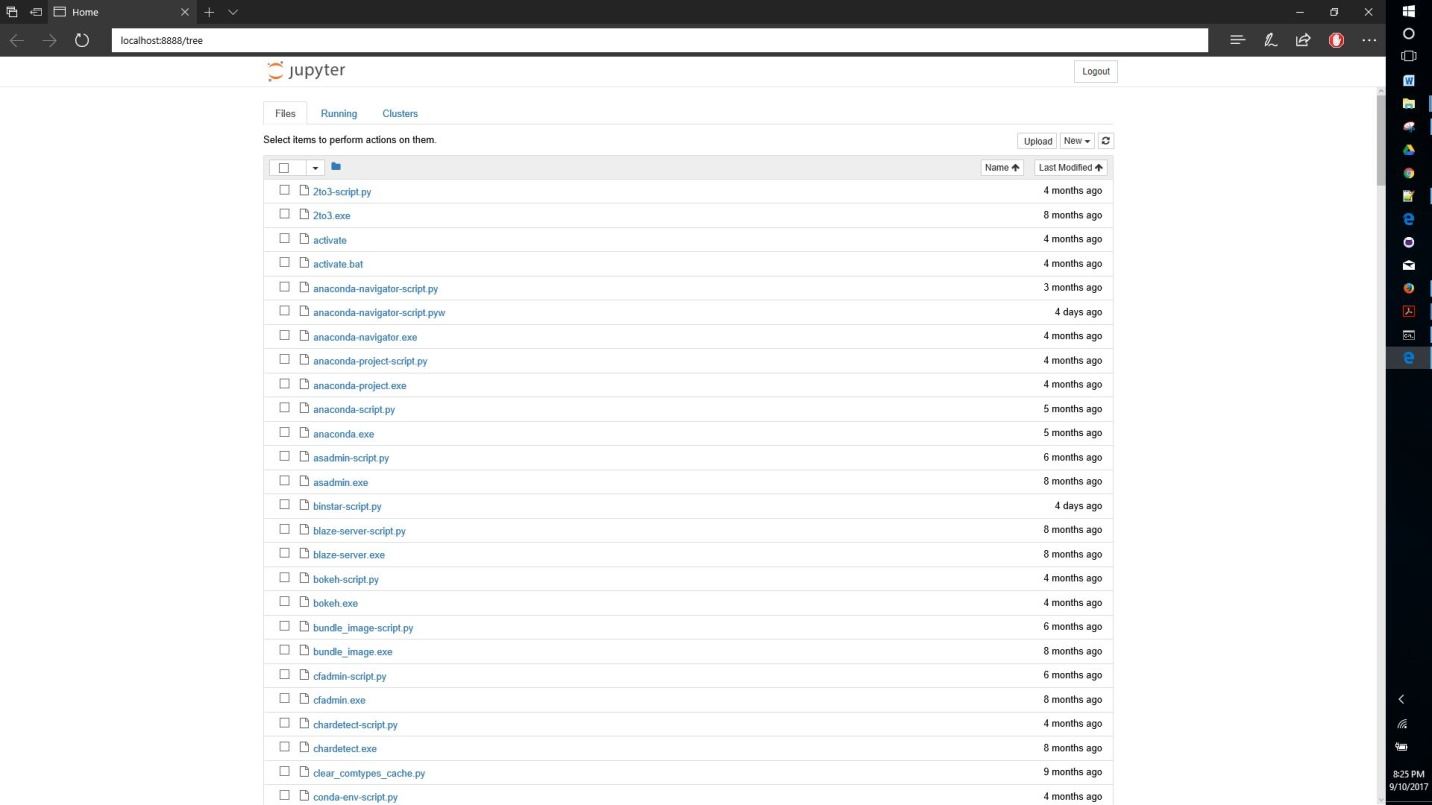 Home
localhost:8888/tree
jupyter
Logout
Files Running Clusters
Select items to perform actions on them.
Upload New
Name Last Modified
2to3-script.py 4 months ago
2to3.exe 8 months ago
activate 4 months ago
activate.bat 4 months ago
anaconda-navigator-script.py 3 months ago
anaconda-navigator-script.pyw 4 days ago
anaconda-navigator.exe 4 months ago
anaconda-project-script.py 4 months ago
anaconda-project.exe 4 months ago
anaconda-script.py 5 months ago
anaconda.exe 5 months ago
asadmin-script.py 6 months ago
asadmin.exe 8 months ago
binstar-script.py 4 days ago
blaze-server-script.py 8 months ago
blaze-server.exe 8 months ago
bokeh-script.py 4 months ago
bokeh.exe 4 months ago
bundle_image-script.py 6 months ago
bundle_image.exe 8 months ago
cfadmin-script.py 6 months ago
cfadmin.exe 8 months ago
chardetect-script.py 4 months ago
chardetect.exe 8 months ago
clear_comtypes_cache.py 9 months ago
conda-env-script.py 4 months ago
8:25 PM
9/10/2017